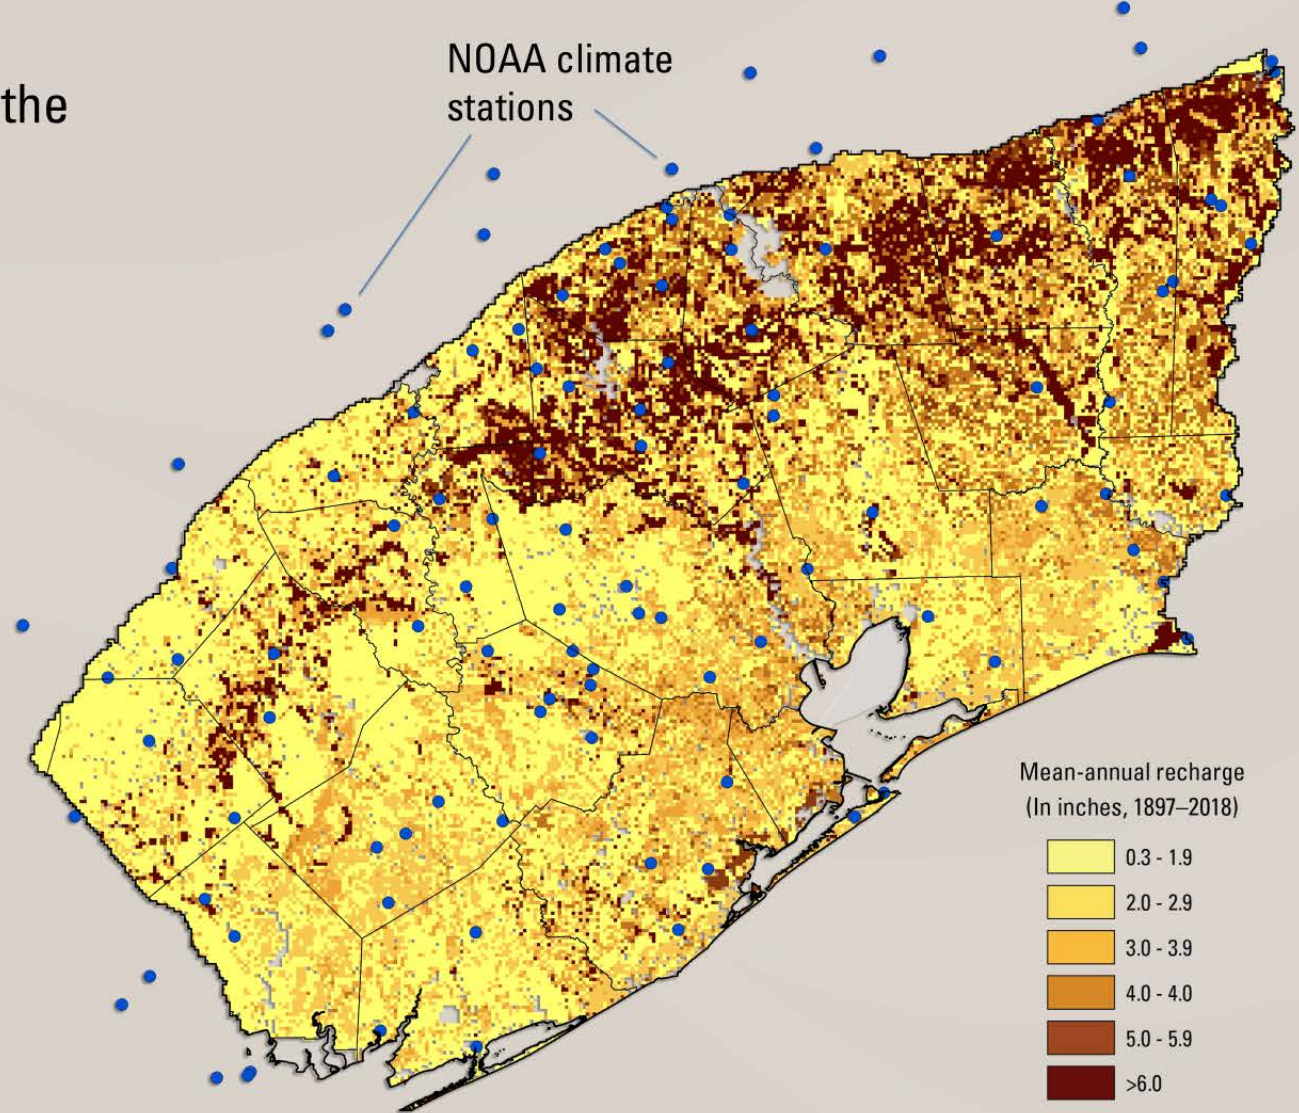 the
NOAA climate
stations
Mean-annual recharge
(In inches, 1897–2018)
0.3 - 1.9
2.0 - 2.9
3.0 - 3.9
4.0 - 4.0
5.0 - 5.9
>6.0